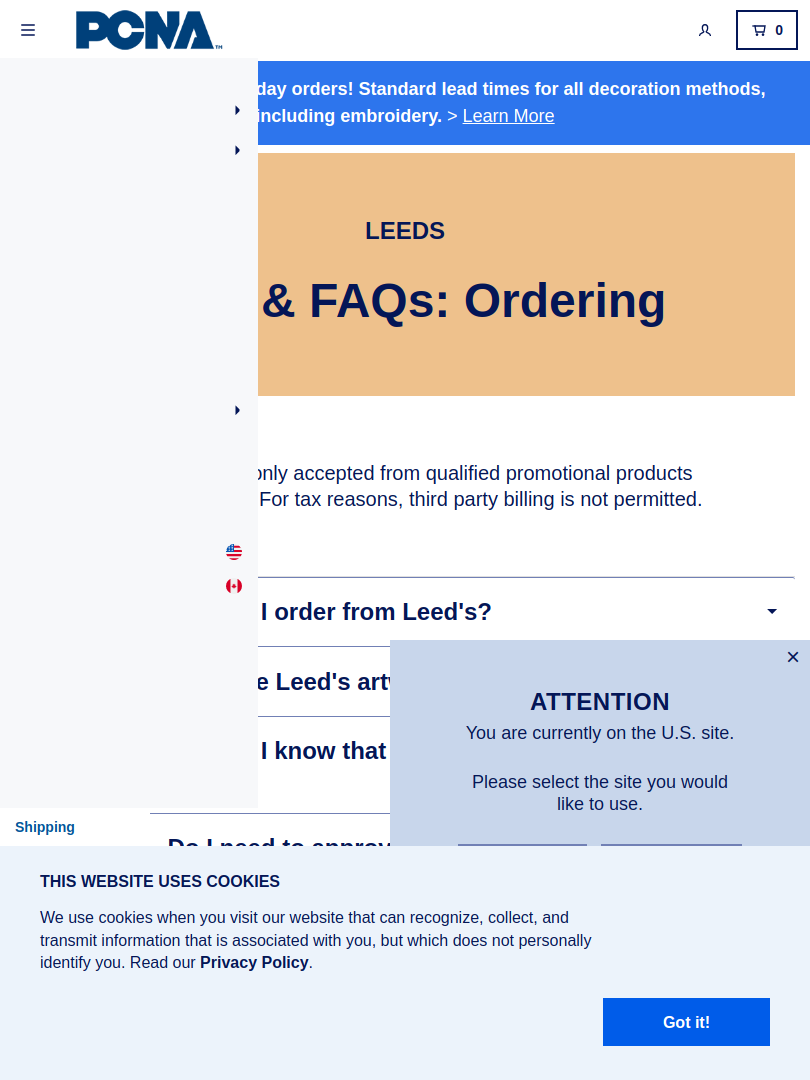 PCNA™
0
day orders! Standard lead times for all decoration methods,
including embroidery. > Learn More
LEEDS
& FAQs: Ordering
only accepted from qualified promotional products
For tax reasons, third party billing is not permitted.
I order from Leed's?
e Leed's
I know that
ATTENTION
You are currently on the U.S. site.
Please select the site you would
like to use.
Shipping
Do I need to approv
THIS WEBSITE USES COOKIES
We use cookies when you visit our website that can recognize, collect, and
transmit information that is associated with you, but which does not personally
identify you. Read our Privacy Policy.
Got it!